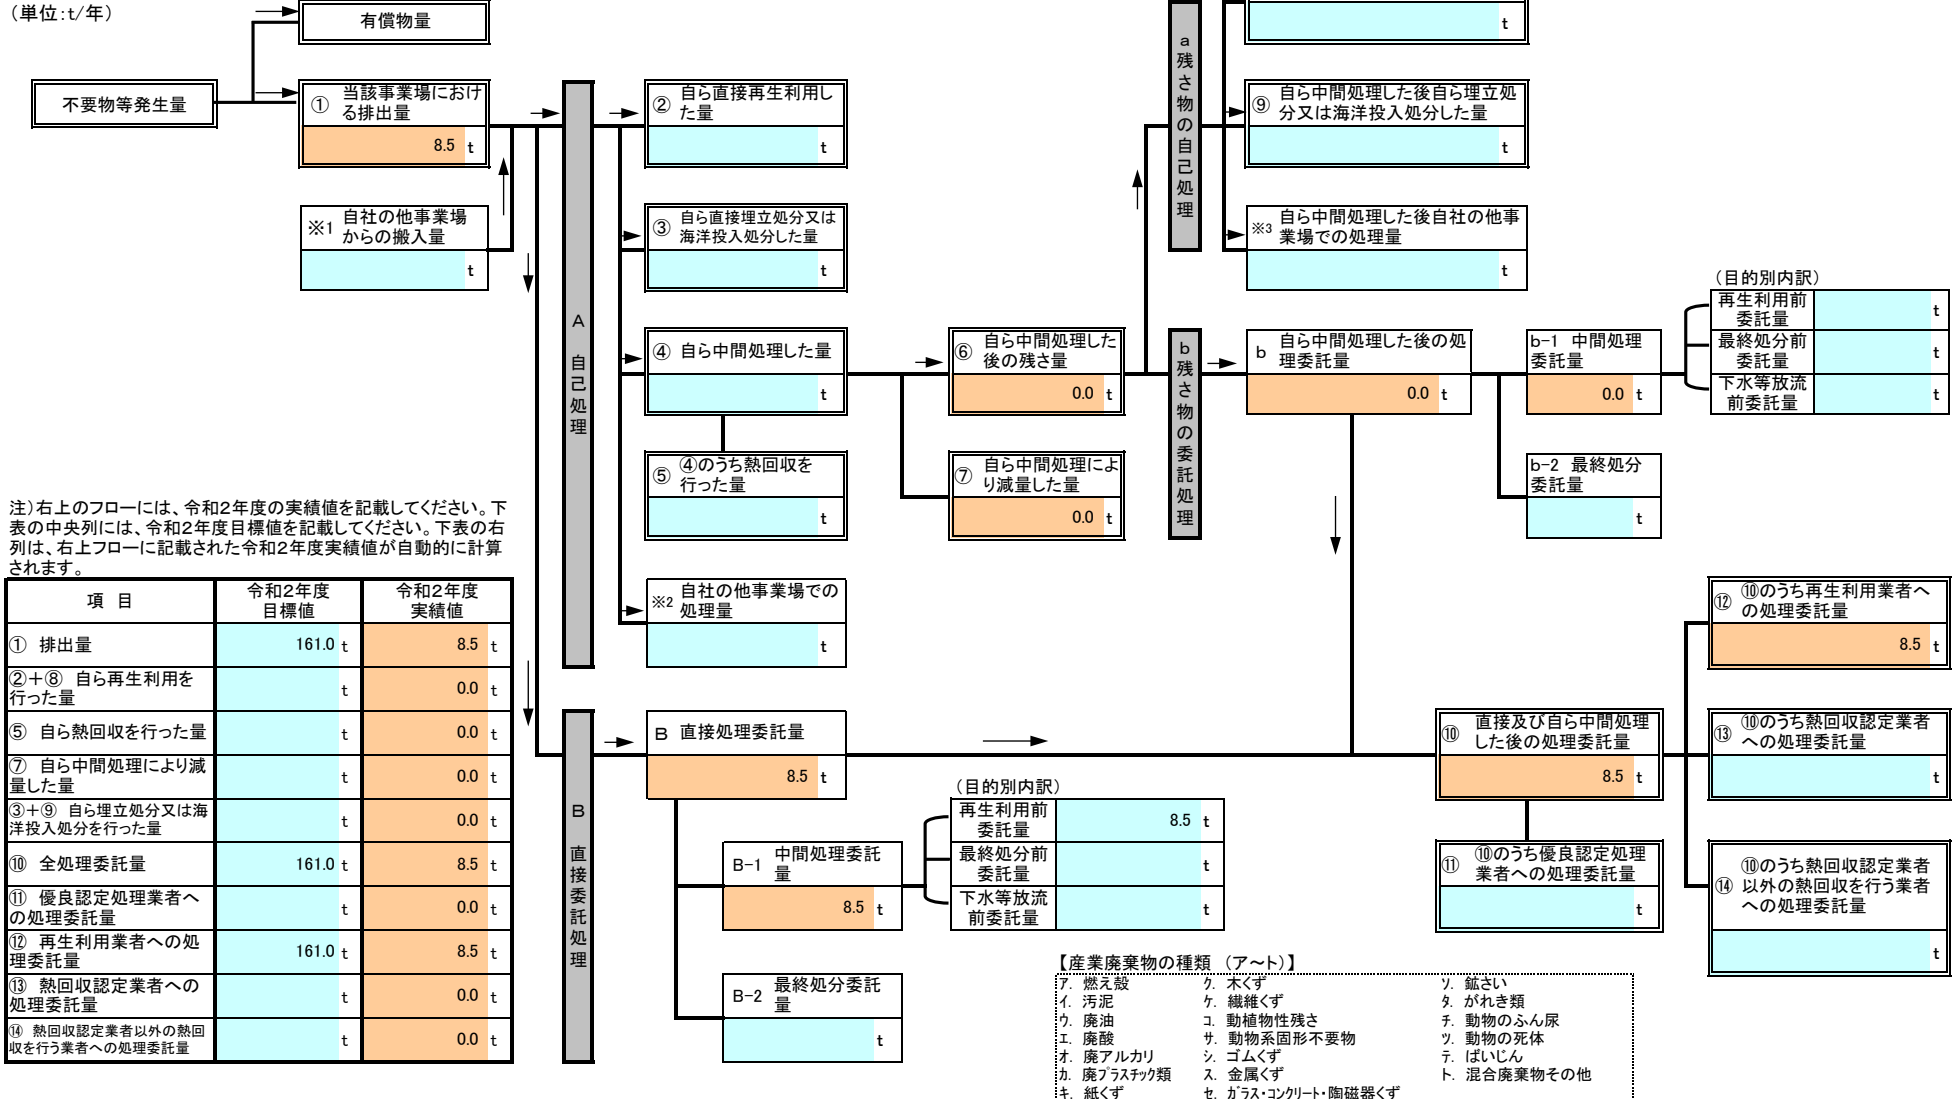 （単位：t/年）
有償物量
不要物等発生量
① 当該事業場におけ
る排出量
8.5 t
※1 自社の他事業場
からの搬入量
t
A 自己処理
② 自ら直接再生利用し
た量
t
③ 自ら直接埋立処分又は
海洋投入処分した量
t
④ 自ら中間処理した量
t
⑤ ④のうち熱回収を
行った量
t
※2 自社の他事業場での
処理量
t
⑥ 自ら中間処理した
後の残さ量
0.0 t
⑦ 自ら中間処理によ
り減量した量
0.0 t
a 残さ物の自己処理
t
⑨ 自ら中間処理した後自ら埋立処
分又は海洋投入処分した量
t
※3 自ら中間処理した後自社の他事
業場での処理量
t
b 残さ物の委託処理
b 自ら中間処理した後の処
理委託量
0.0 t
b-1 中間処理
委託量
0.0 t
b-2 最終処分
委託量
t
（目的別内訳）
再生利用前
委託量
t
最終処分前
委託量
t
下水等放流
前委託量
t
注）右上のフローには、令和２年度の実績値を記載してください。下
表の中央列には、令和２年度目標値を記載してください。下表の右
列は、右上フローに記載された令和２年度実績値が自動的に計算
されます。
項 目 令和２年度 目標値 令和２年度 実績値
① 排出量 161.0 t 8.5 t
②＋⑧ 自ら再生利用を
行った量 t 0.0 t
⑤ 自ら熱回収を行った量 t 0.0 t
⑦ 自ら中間処理により減
量した量 t 0.0 t
③＋⑨ 自ら埋立処分又は海
洋投入処分を行った量 t 0.0 t
⑩ 全処理委託量 161.0 t 8.5 t
⑪ 優良認定処理業者へ
の処理委託量 t 0.0 t
⑫ 再生利用業者への処
理委託量 161.0 t 8.5 t
⑬ 熱回収認定業者への
処理委託量 t 0.0 t
⑭ 熱回収認定業者以外の熱回
収を行う業者への処理委託量 t 0.0 t
B 直接委託処理
B 直接処理委託量
8.5 t
B-1 中間処理委託
量
8.5 t
B-2 最終処分委託
量
t
（目的別内訳）
再生利用前
委託量
8.5 t
最終処分前
委託量
t
下水等放流
前委託量
t
⑩ 直接及び自ら中間処理
した後の処理委託量
8.5 t
⑪ ⑩のうち優良認定処理
業者への処理委託量
t
⑫ ⑩のうち再生利用業者へ
の処理委託量
8.5 t
⑬ ⑩のうち熱回収認定業者
への処理委託量
t
⑭ ⑩のうち熱回収認定業者
以外の熱回収を行う業者
への処理委託量
t
【産業廃棄物の種類 （ア～ト）】
ア. 燃え殻 ク. 木くず ソ. 鉱さい
イ. 汚泥 ケ. 繊維くず タ. がれき類
ウ. 廃油 コ. 動植物性残さ チ. 動物のふん尿
エ. 廃酸 サ. 動物系固形不要物 ツ. 動物の死体
オ. 廃アルカリ シ. ゴムくず テ. ばいじん
カ. 廃プラスチック類 ス. 金属くず ト. 混合廃棄物その他
キ. 紙くず セ. ガラス・コンクリート・陶磁器くず